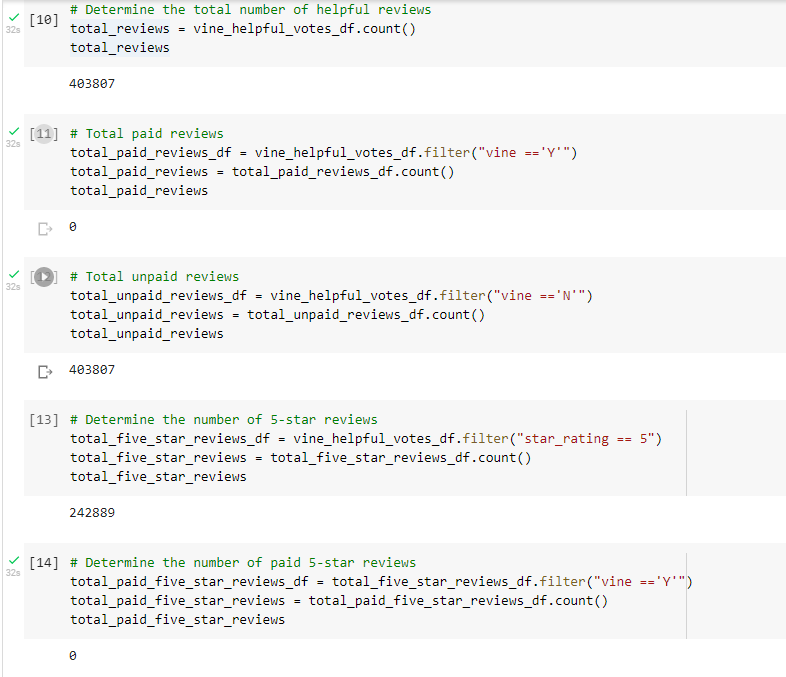 [10] # Determine the total number of helpful reviews
32s total_reviews = vine_helpful_votes_df.count()
total_reviews
403807
[11] # Total paid reviews
32s total_paid_reviews_df = vine_helpful_votes_df.filter("vine =='Y'")
total_paid_reviews = total_paid_reviews_df.count()
total_paid_reviews
0
# Total unpaid reviews
32s total_unpaid_reviews_df = vine_helpful_votes_df.filter("vine =='N'")
total_unpaid_reviews = total_unpaid_reviews_df.count()
total_unpaid_reviews
403807
[13] # Determine the number of 5-star reviews
total_five_star_reviews_df = vine_helpful_votes_df.filter("star_rating == 5")
total_five_star_reviews = total_five_star_reviews_df.count()
total_five_star_reviews
242889
[14] # Determine the number of paid 5-star reviews
32s total_paid_five_star_reviews_df = total_five_star_reviews_df.filter("vine =='Y'")
total_paid_five_star_reviews = total_paid_five_star_reviews_df.count()
total_paid_five_star_reviews
0